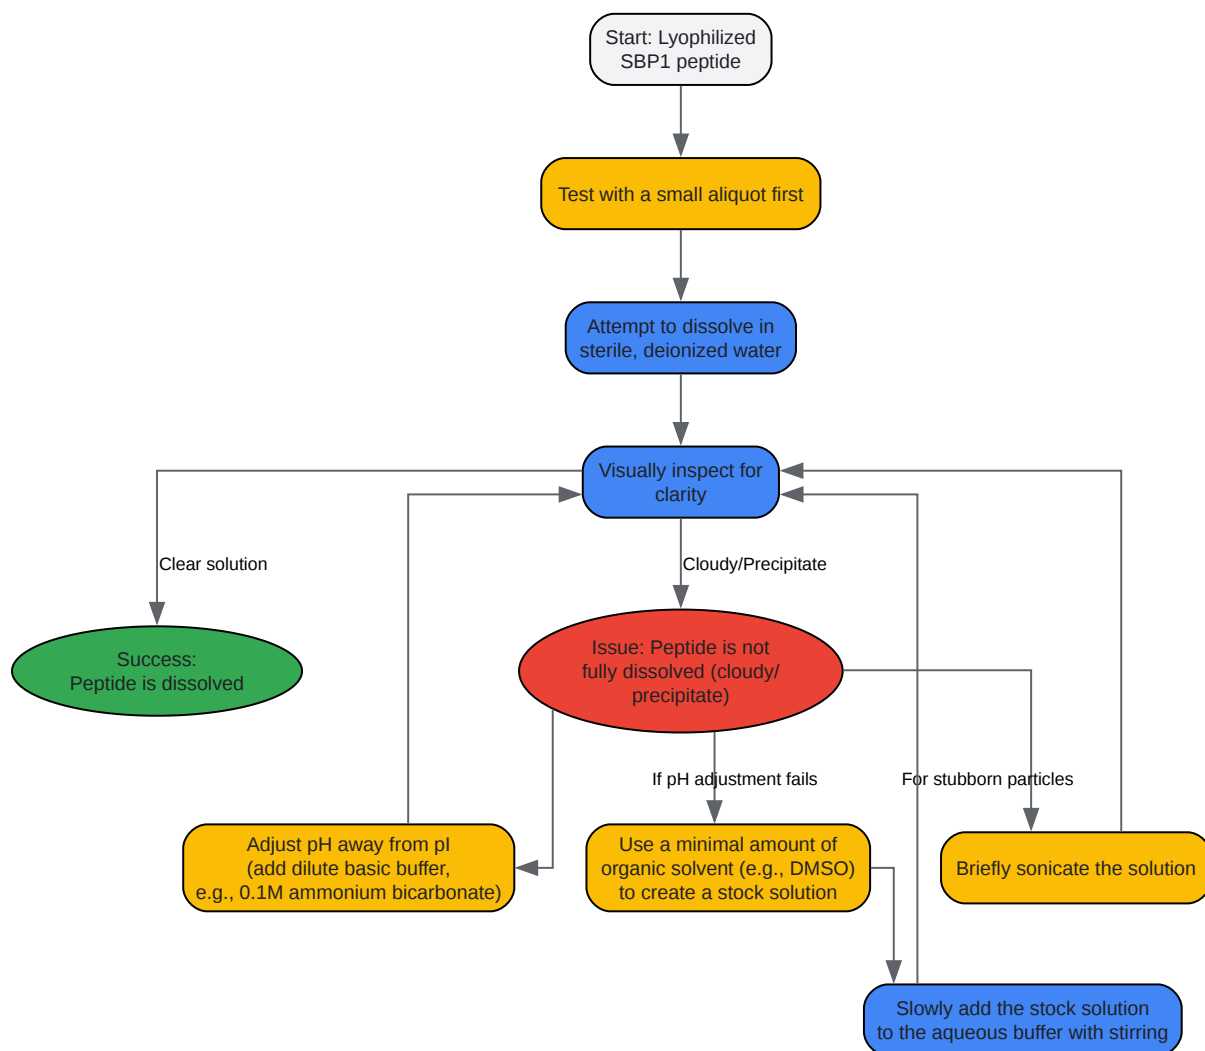 Start: Lyophilized
SBP1 peptide
Test with a small aliquot first
Attempt to dissolve in
sterile, deionized water
Visually inspect for
clarity
Clear solution
Cloudy/Precipitate
Success:
Peptide is dissolved
Issue: Peptide is not
fully dissolved (cloudy/
precipitate)
If pH adjustment fails
For stubborn particles
Adjust pH away from pI
(add dilute basic buffer,
e.g., 0.1M ammonium bicarbonate)
Use a minimal amount of
organic solvent (e.g., DMSO)
to create a stock solution
Briefly sonicate the solution
Slowly add the stock solution
to the aqueous buffer with stirring